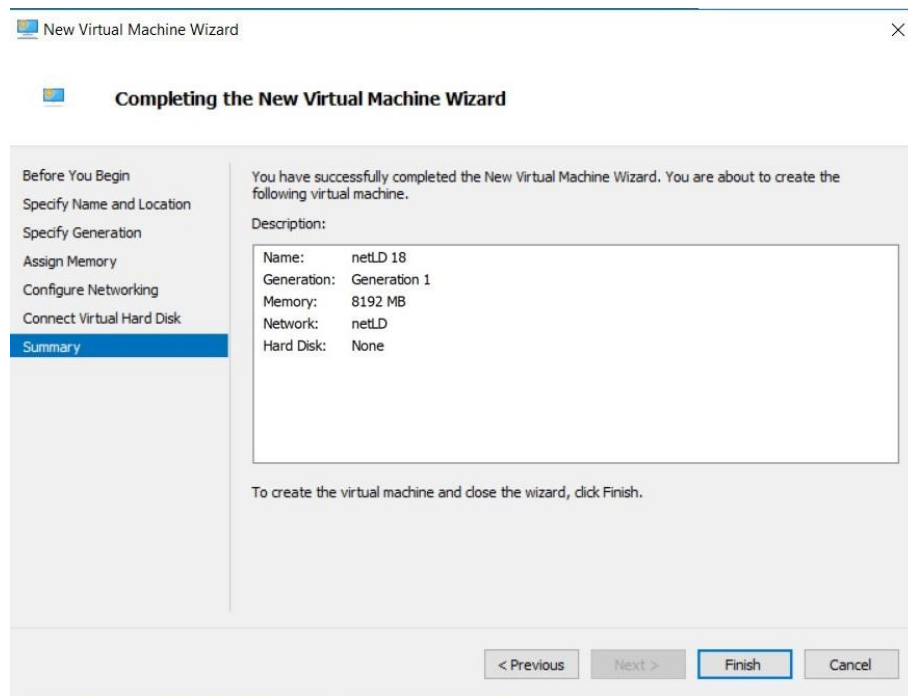 New Virtual Machine Wizard
Completing the New Virtual Machine Wizard
Before You Begin
Specify Name and Location
Specify Generation
Assign Memory
Configure Networking
Connect Virtual Hard Disk
Summary
You have successfully completed the New Virtual Machine Wizard. You are about to create the
following virtual machine.
Description:
Name: netLD 18
Generation: Generation 1
Memory: 8192 MB
Network: netLD
Hard Disk: None
To create the virtual machine and close the wizard, click Finish.
< Previous Next > Finish Cancel